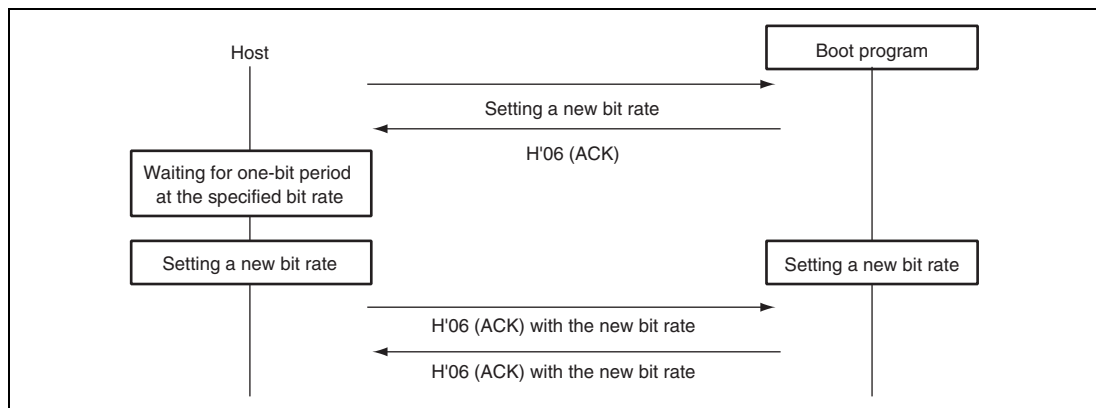 Host
Boot program
Setting a new bit rate
H'06 (ACK)
Waiting for one-bit period
at the specified bit rate
Setting a new bit rate
Setting a new bit rate
H'06 (ACK) with the new bit rate
H'06 (ACK) with the new bit rate